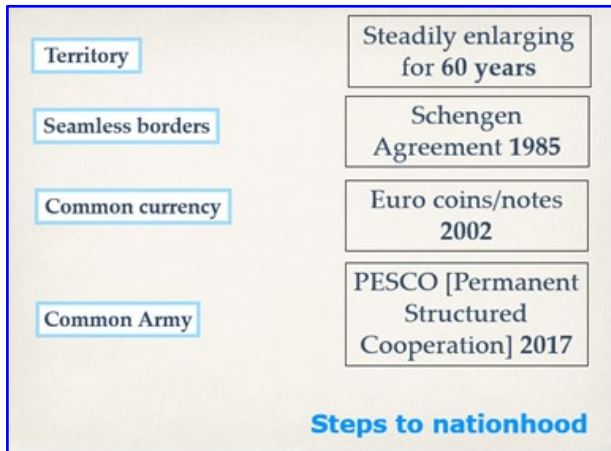 Territory
Steadily enlarging
for 60 years
Seamless borders
Schengen
Agreement 1985
Common currency
Euro coins/notes
2002
Common Army
PESCO [Permanent
Structured
Cooperation] 2017
Steps to nationhood